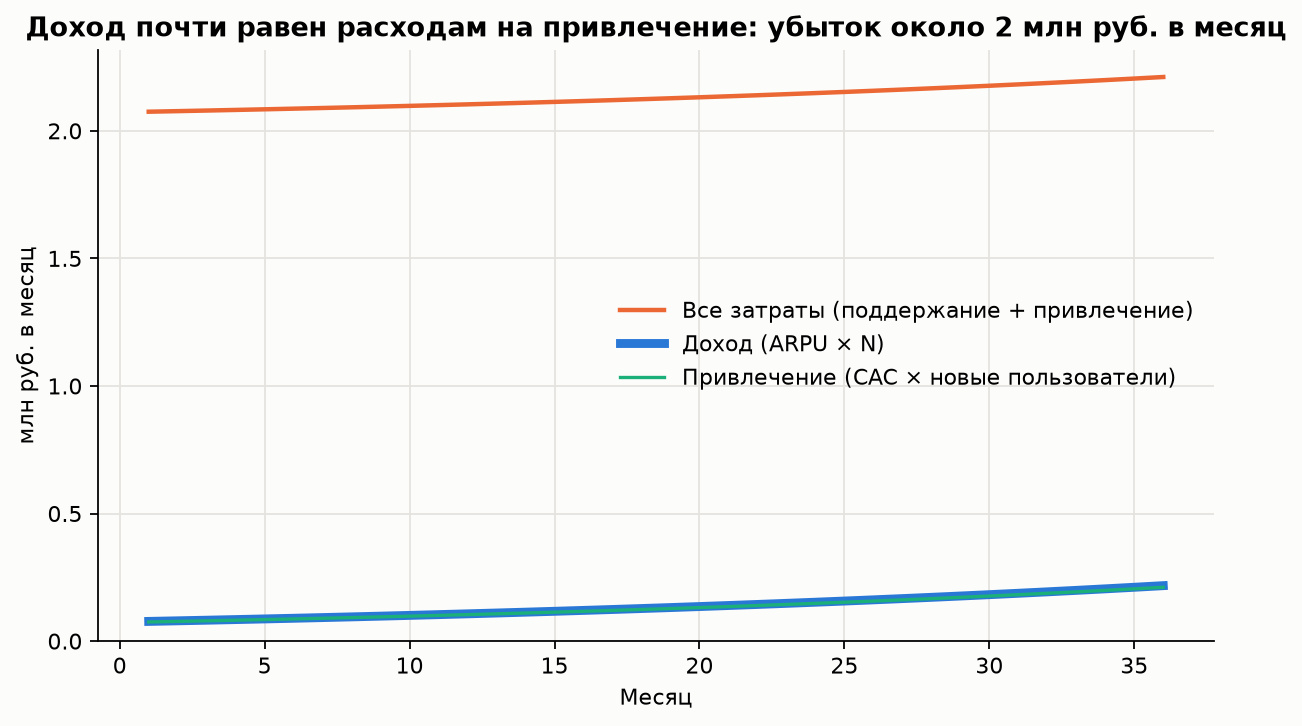 Доход почти равен расходам на привлечение: убыток около 2 млн руб. в месяц
млн руб. в месяц
2.0
1.5
1.0
0.5
0.0
Все затраты (поддержание + привлечение)
Доход (ARPU × N)
Привлечение (CAC × новые пользователи)
0 5 10 15 20 25 30 35
Месяц